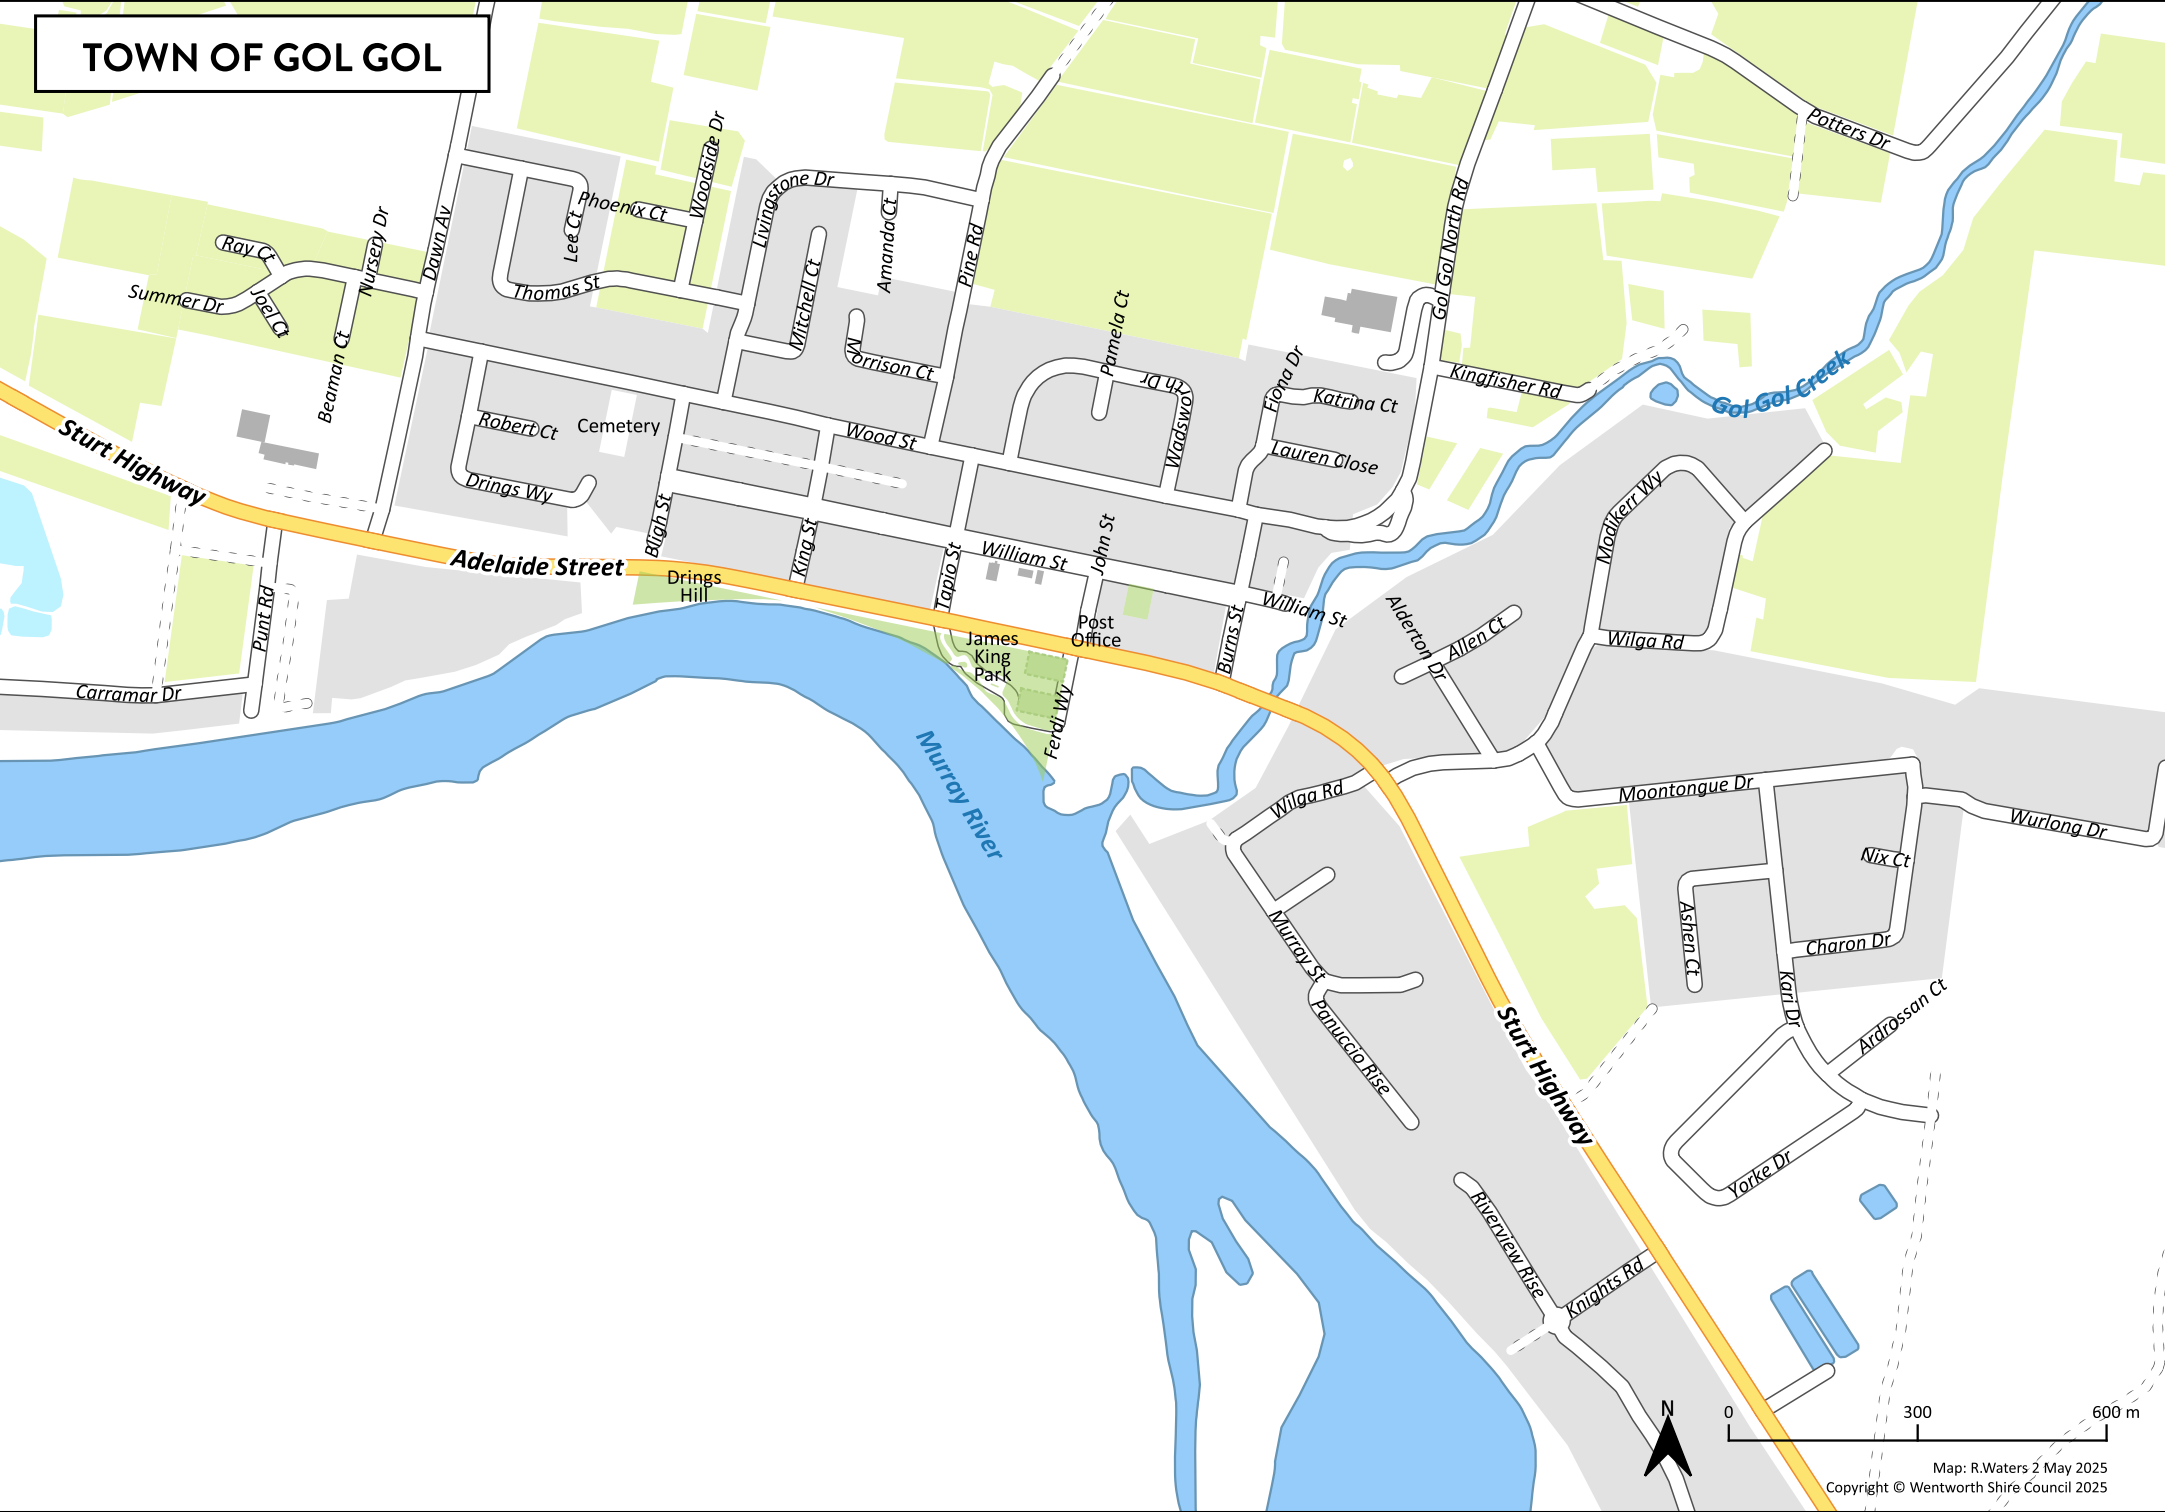 TOWN OF GOL GOL
Potters Dr
Woodside Dr
Livingstone Dr
Phoenix Ct
Lee Ct
Amanda Ct
Gol Gol North Rd
Dawn Av
Nursery Dr
Ray Ct
Summer Dr
Joel Ct
Thomas St
Pine Rd
Mitchell Ct
Pamela Ct
Beaman Ct
Morrison Ct
Wadsworth Dr
Fiona Dr
Katrina Ct
Kingfisher Rd
Gol Gol Creek
Robert Ct
Cemetery
Wood St
Lauren Close
Sturt Highway
Drings Wy
Bligh St
King St
John St
William St
Modikerr Wy
Adelaide Street
Drings
Hill
Tapio St
William St
Alderton Dr
Allen Ct
Wilga Rd
Punt Rd
James
King
Park
Post
Office
Burns St
Carramar Dr
Ferdi Wy
Murray River
Wilga Rd
Moontongue Dr
Wurlong Dr
Nix Ct
Ashen Ct
Charon Dr
Murray St
Kari Dr
Ardrossan Ct
Panuccio Rise
Sturt Highway
Yorke Dr
Riverview Rise
Knights Rd
N
0 300 600 m
Map: R.Waters 2 May 2025
Copyright © Wentworth Shire Council 2025